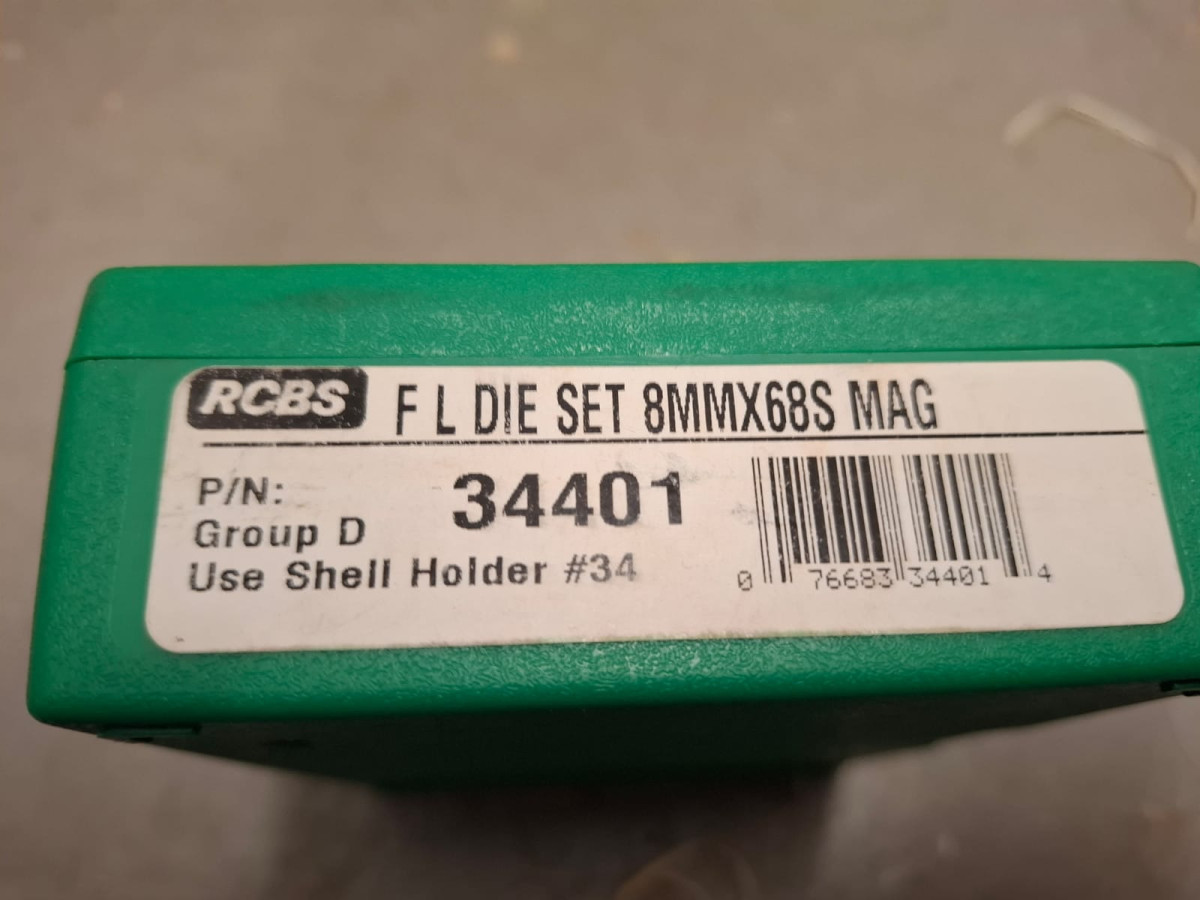 RCBS F L DIE SET 8MMX68S MAG
P/N: 34401
Group D
Use Shell Holder #34
0 76683 34401 4